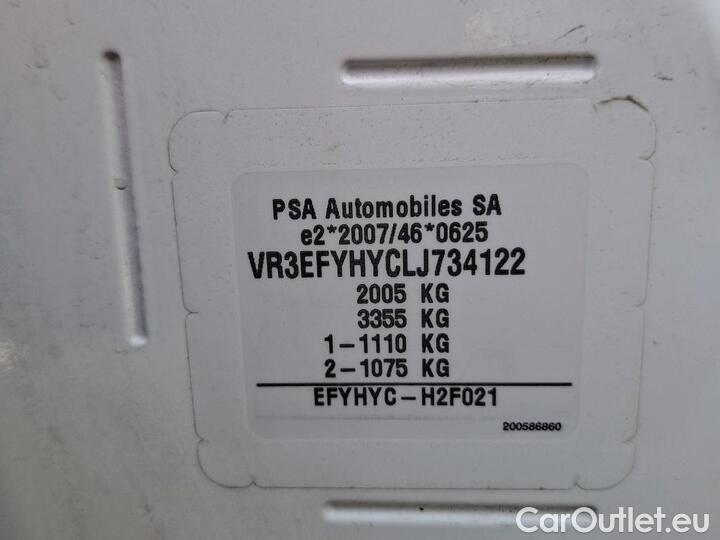 PSA Automobiles SA
e2*2007/46*0625
VR3EFYHYCLJ734122
2005 KG
3355 KG
1-1110 KG
2-1075 KG
EFYHYC-H2F021
200586860
CarOutlet.eu